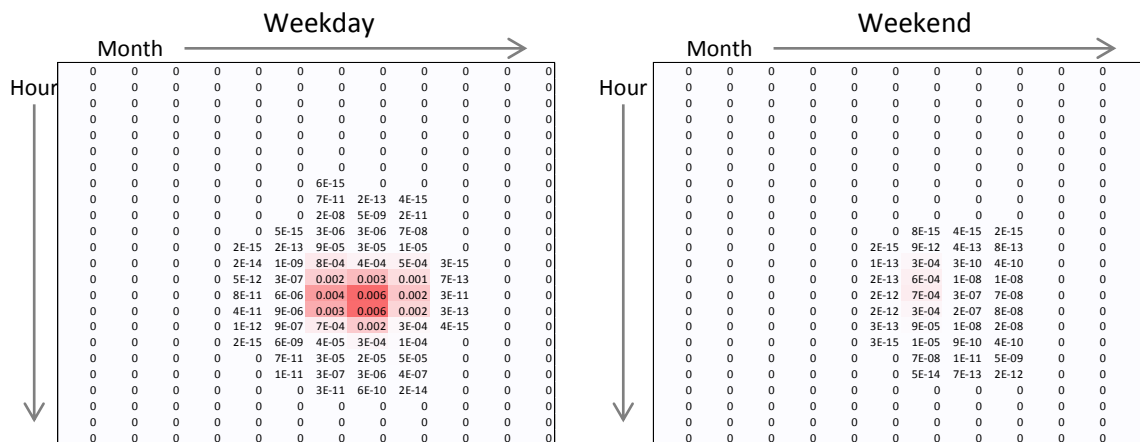 Weekday
Weekend
Month
Month
Hour
Hour
0 0 0 0 0 0 0 0 0 0 0 0
0 0 0 0 0 0 0 0 0 0 0 0
0 0 0 0 0 0 0 0 0 0 0 0
0 0 0 0 0 0 0 0 0 0 0 0
0 0 0 0 0 0 0 0 0 0 0 0
0 0 0 0 0 0 0 0 0 0 0 0
0 0 0 0 0 0 0 0 0 0 0 0
0 0 0 0 0 0 6E-15 0 0 0 0 0
0 0 0 0 0 0 7E-11 2E-13 4E-15 0 0 0
0 0 0 0 0 0 2E-08 5E-09 2E-11 0 0 0
0 0 0 0 0 5E-15 3E-06 3E-06 7E-08 0 0 0
0 0 0 0 2E-15 2E-13 9E-05 3E-05 1E-05 0 0 0
0 0 0 0 2E-14 1E-09 8E-04 4E-04 5E-04 3E-15 0 0
0 0 0 0 5E-12 3E-07 0.002 0.003 0.001 7E-13 0 0
0 0 0 0 8E-11 6E-06 0.004 0.006 0.002 3E-11 0 0
0 0 0 0 4E-11 9E-06 0.003 0.006 0.002 3E-13 0 0
0 0 0 0 1E-12 9E-07 7E-04 0.002 3E-04 4E-15 0 0
0 0 0 0 2E-15 6E-09 4E-05 3E-04 1E-04 0 0 0
0 0 0 0 0 7E-11 3E-05 2E-05 5E-05 0 0 0
0 0 0 0 0 1E-11 3E-07 3E-06 4E-07 0 0 0
0 0 0 0 0 0 3E-11 6E-10 2E-14 0 0 0
0 0 0 0 0 0 0 0 0 0 0 0
0 0 0 0 0 0 0 0 0 0 0 0
0 0 0 0 0 0 0 0 0 0 0 0
0 0 0 0 0 0 0 0 0 0 0
0 0 0 0 0 0 0 0 0 0 0
0 0 0 0 0 0 0 0 0 0 0
0 0 0 0 0 0 0 0 0 0 0
0 0 0 0 0 0 0 0 0 0 0
0 0 0 0 0 0 0 0 0 0 0
0 0 0 0 0 0 0 0 0 0 0
0 0 0 0 0 0 0 0 0 0 0
0 0 0 0 0 0 0 0 0 0 0
0 0 0 0 0 0 0 0 0 0 0
0 0 0 0 0 0 8E-15 4E-15 2E-15 0 0
0 0 0 0 0 2E-15 9E-12 4E-13 8E-13 0 0
0 0 0 0 0 1E-13 3E-04 3E-10 4E-10 0 0
0 0 0 0 0 2E-13 6E-04 1E-08 1E-08 0 0
0 0 0 0 0 2E-12 7E-04 3E-07 7E-08 0 0
0 0 0 0 0 2E-12 3E-04 2E-07 8E-08 0 0
0 0 0 0 0 3E-13 9E-05 1E-08 2E-08 0 0
0 0 0 0 0 3E-15 1E-05 9E-10 4E-10 0 0
0 0 0 0 0 0 7E-08 1E-11 5E-09 0 0
0 0 0 0 0 0 5E-14 7E-13 2E-12 0 0
0 0 0 0 0 0 0 0 0 0 0
0 0 0 0 0 0 0 0 0 0 0
0 0 0 0 0 0 0 0 0 0 0
0 0 0 0 0 0 0 0 0 0 0